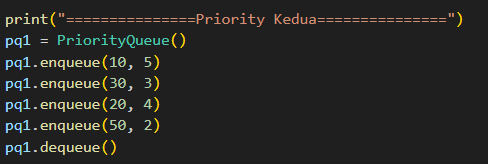 print("===============Priority Kedua===============")
pq1 = PriorityQueue()
pq1.enqueue(10, 5)
pq1.enqueue(30, 3)
pq1.enqueue(20, 4)
pq1.enqueue(50, 2)
pq1.dequeue()